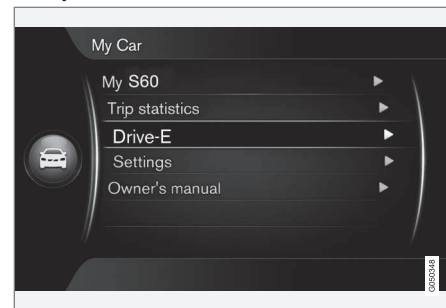 My Car
My S60
Trip statistics
Drive-E
Settings
Owner's manual
G050348